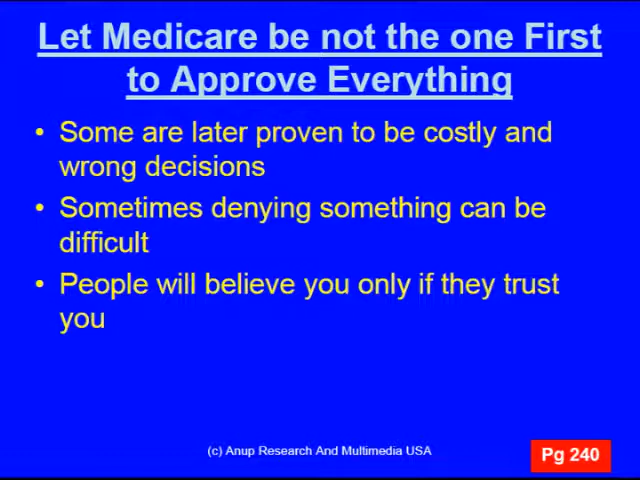 Let Medicare be not the one First
to Approve Everything
• Some are later proven to be costly and
wrong decisions
• Sometimes denying something can be
difficult
• People will believe you only if they trust
you
(c) Anup Research And Multimedia USA
Pg 240